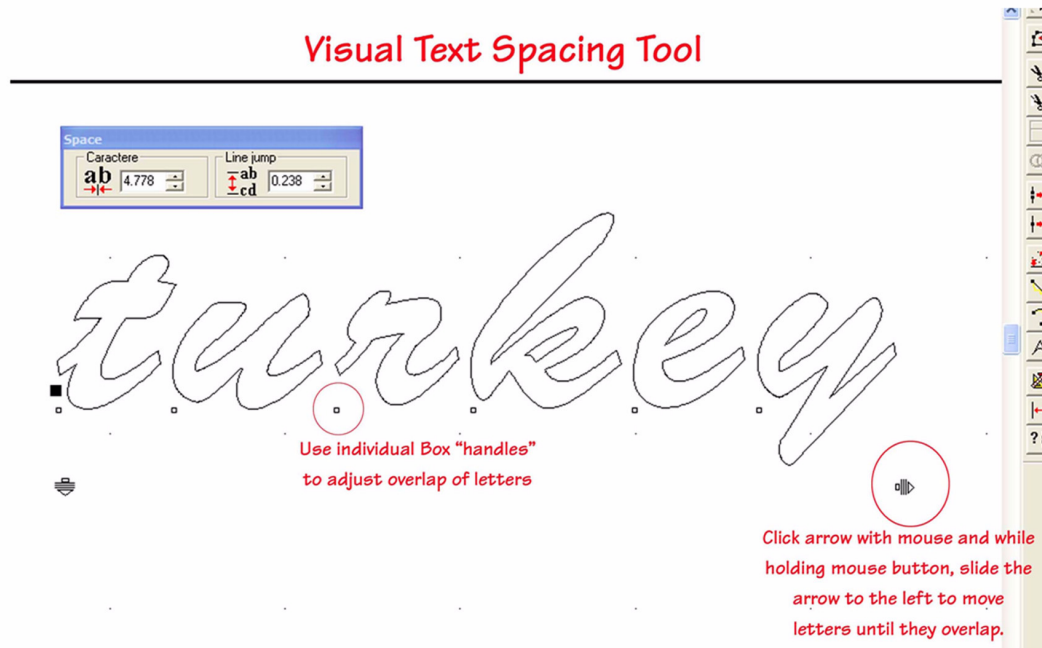 Visual Text Spacing Tool
Space
Caractere
Line jump
ab
4.778
ab
cd
0.238
turkey
Use individual Box “handles”
to adjust overlap of letters
Click arrow with mouse and while
holding mouse button, slide the
arrow to the left to move
letters until they overlap.
A
?